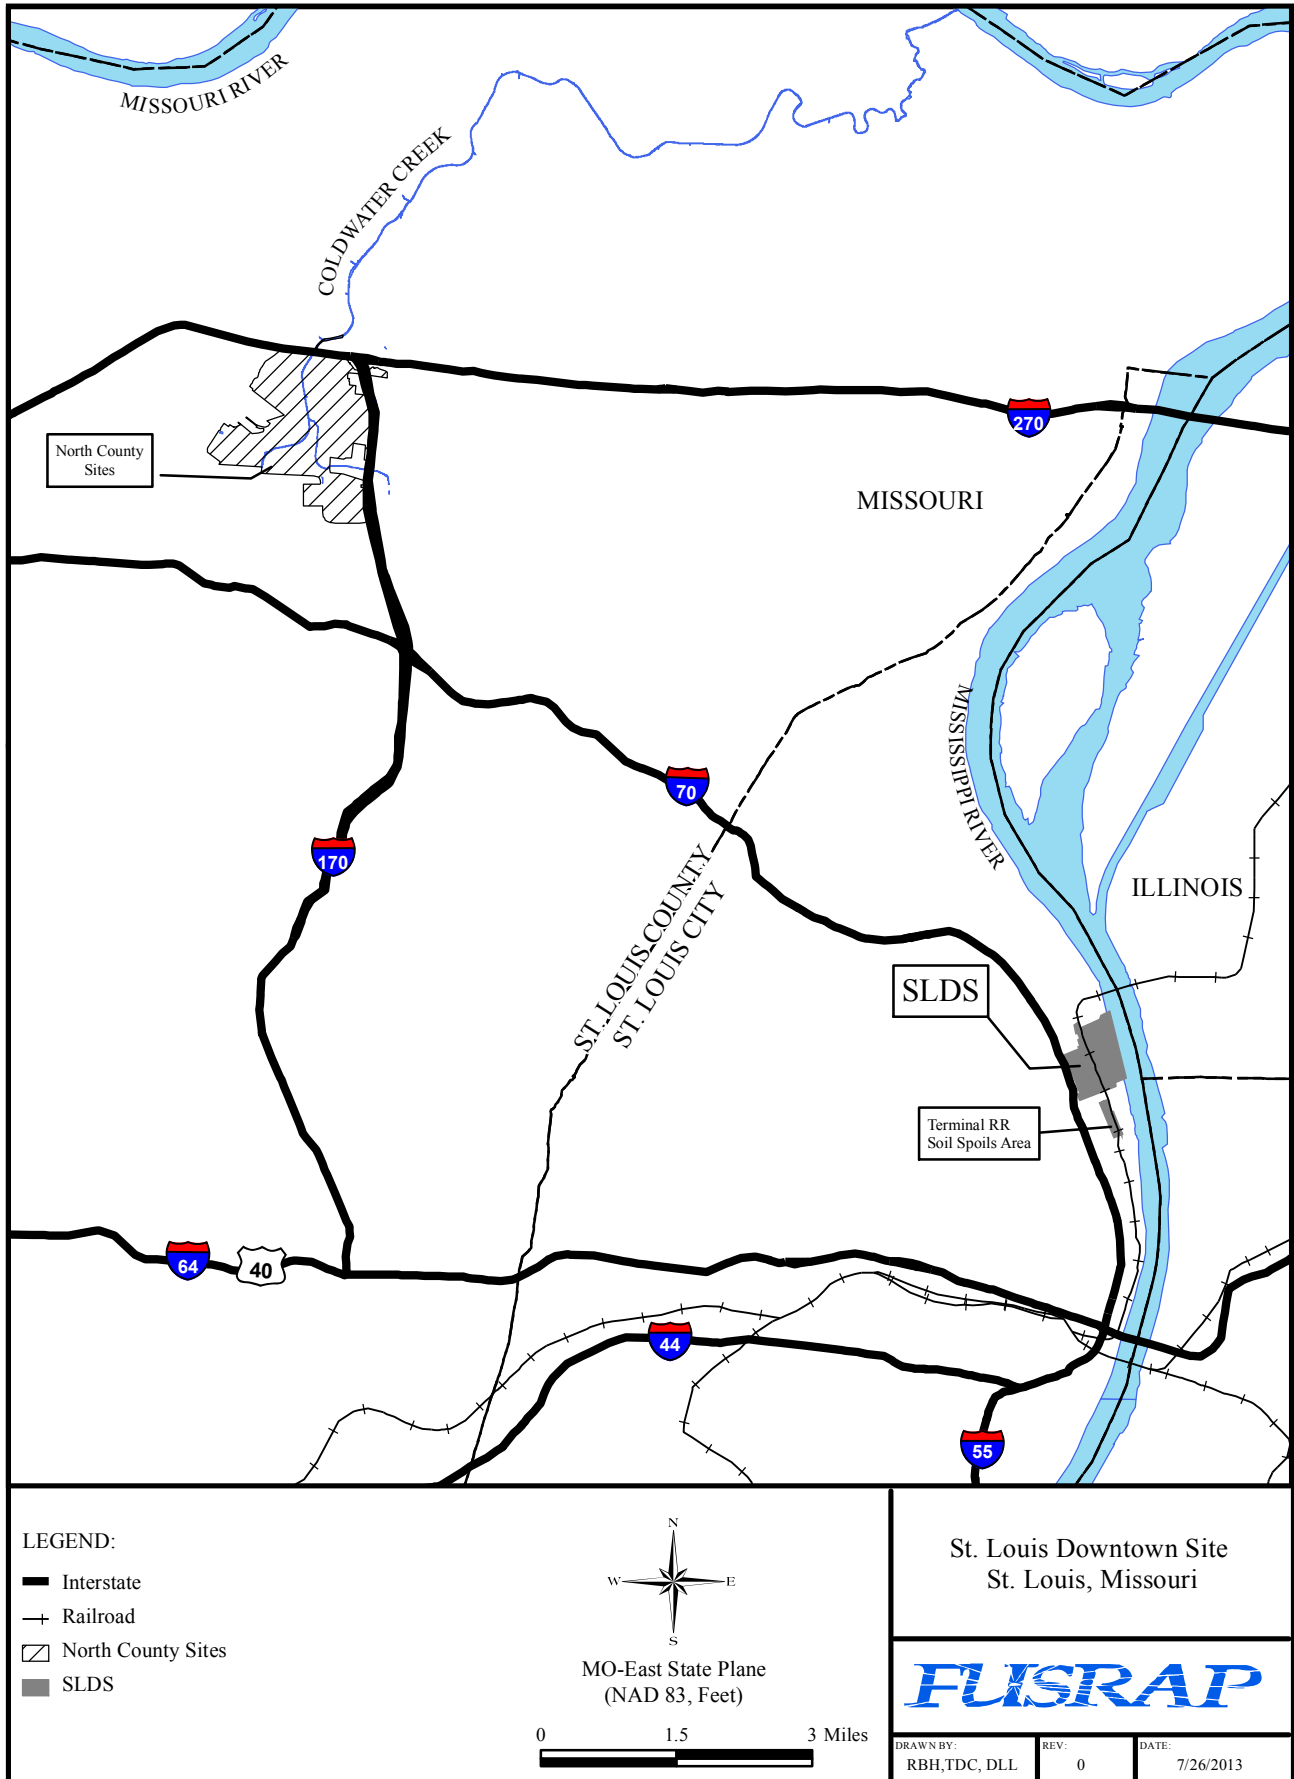 MISSOURI RIVER
COLDWATER CREEK
North County
Sites
270
MISSOURI
MISSISSIPPI RIVER
70
170
ST. LOUIS COUNTY
ST. LOUIS CITY
ILLINOIS
SLDS
Terminal RR
Soil Spoils Area
64
40
44
55
LEGEND:
Interstate
Railroad
North County Sites
SLDS
N
W E
S
MO-East State Plane
(NAD 83, Feet)
0 1.5 3 Miles
St. Louis Downtown Site
St. Louis, Missouri
FUSRAP
DRAWN BY: REV: DATE:
RBH,TDC, DLL 0 7/26/2013